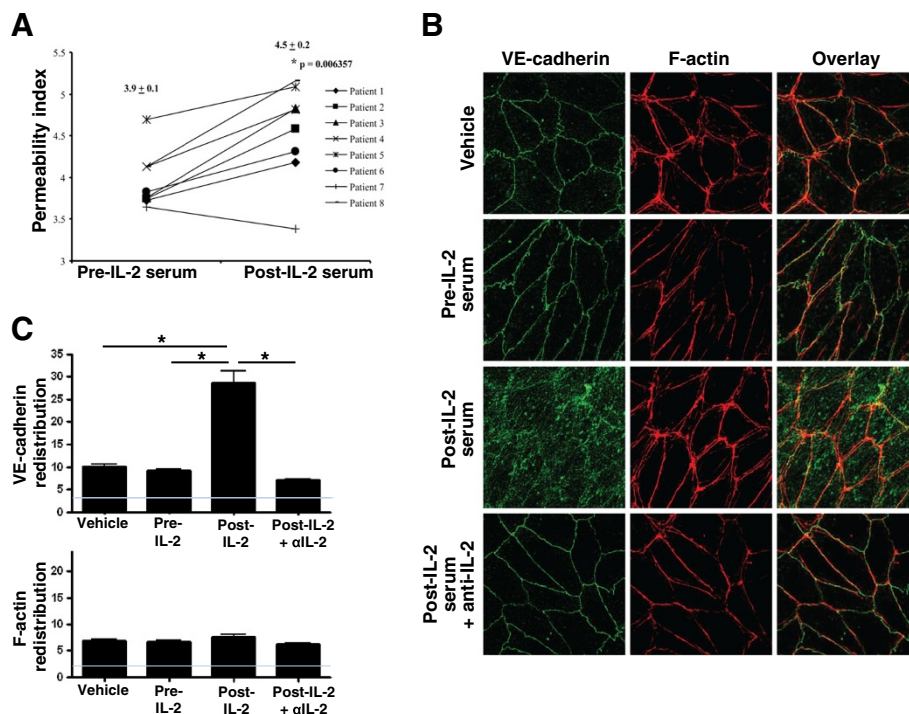 A
3.9 ± 0.1
4.5 ± 0.2
* p = 0.006357
Permeability index
5.5
5
4.5
4
3.5
3
Pre-IL-2 serum
Post-IL-2 serum
Patient 1
Patient 2
Patient 3
Patient 4
Patient 5
Patient 6
Patient 7
Patient 8
B
VE-cadherin
F-actin
Overlay
Vehicle
Pre-IL-2
serum
Post-IL-2
serum
Post-IL-2
serum
+ anti-IL-2
C
VE-cadherin
redistribution
35
30
25
20
15
10
5
0
*
*
*
Vehicle
Pre-
IL-2
Post-
IL-2
Post-IL-2
+ αIL-2
F-actin
redistribution
20
15
10
5
0
Vehicle
Pre-
IL-2
Post-
IL-2
Post-IL-2
+ αIL-2